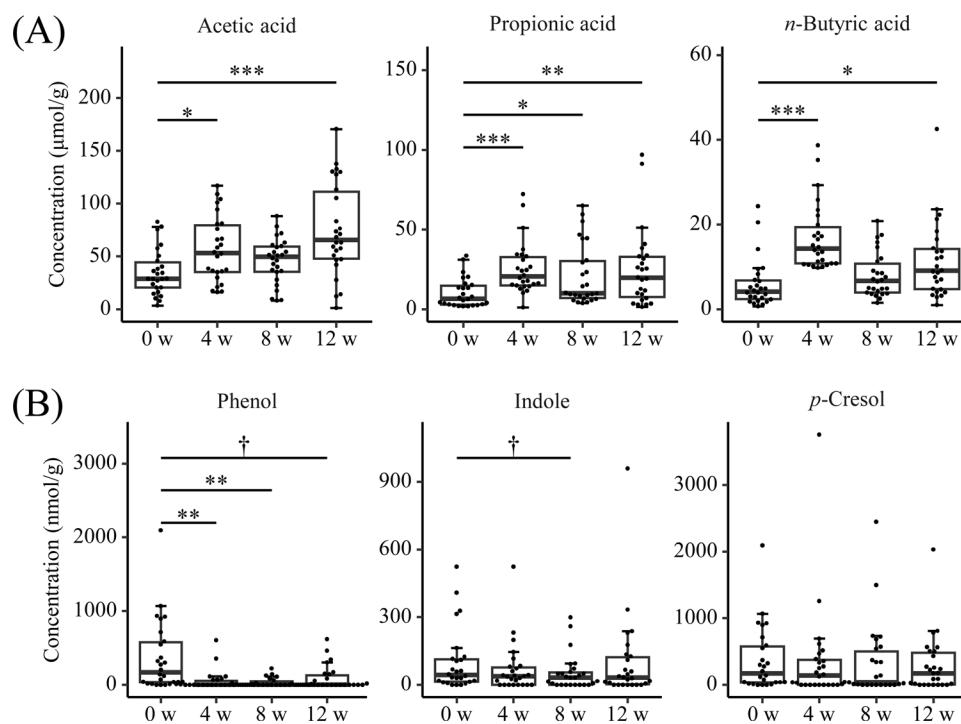 (A)
Acetic acid
Propionic acid
n-Butyric acid
Concentration (μmol/g)
200
150
100
50
0
***
*
0 w 4 w 8 w 12 w
150
100
50
0
**
*
***
0 w 4 w 8 w 12 w
60
40
20
0
*
***
0 w 4 w 8 w 12 w
(B)
Phenol
Indole
p-Cresol
Concentration (nmol/g)
3000
2000
1000
0
†
**
**
0 w 4 w 8 w 12 w
900
600
300
0
†
0 w 4 w 8 w 12 w
3000
2000
1000
0
0 w 4 w 8 w 12 w